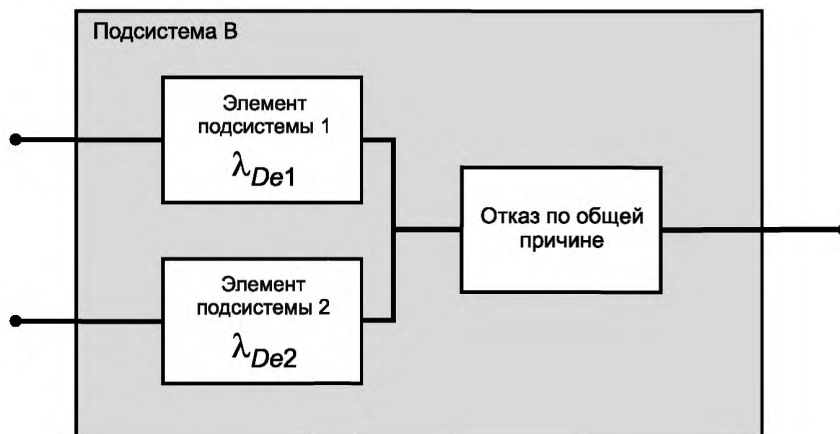 Подсистема В
Элемент
подсистемы 1
λDe1
Отказ по общей
причине
Элемент
подсистемы 2
λDe2